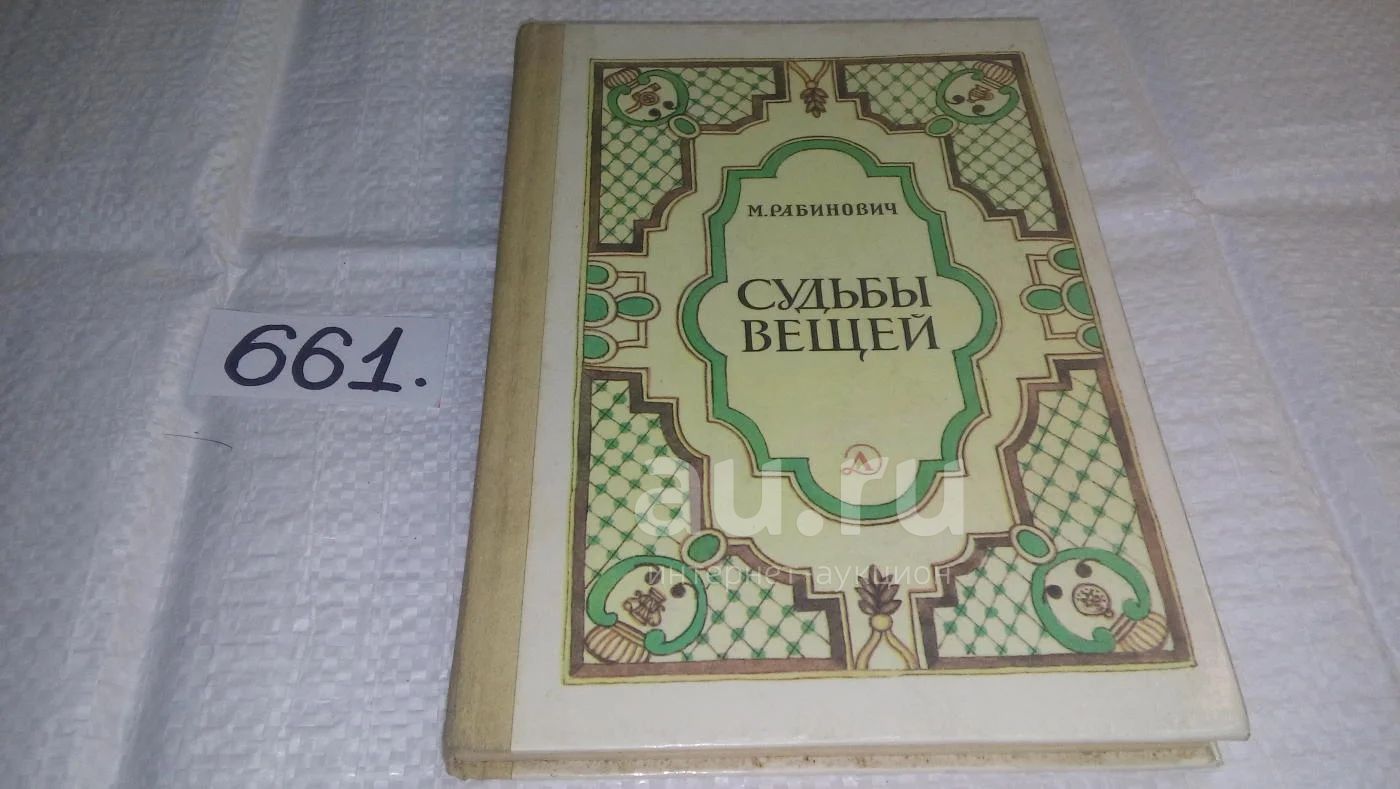 661.
М.РАБИНОВИЧ
СУДЬБЫ
ВЕЩЕЙ
au.ru
интернет аукцион